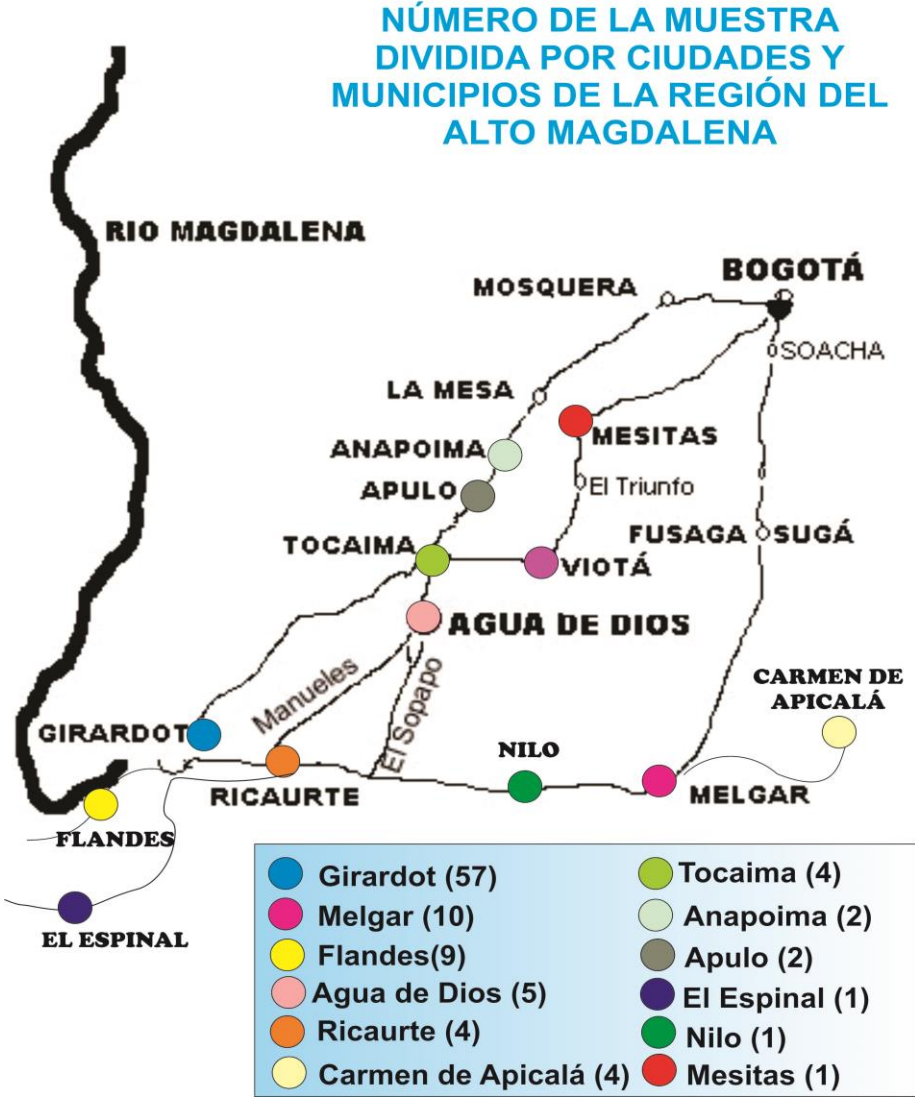 NÚMERO DE LA MUESTRA
DIVIDIDA POR CIUDADES Y
MUNICIPIOS DE LA REGIÓN DEL
ALTO MAGDALENA
RIO MAGDALENA
BOGOTÁ
MOSQUERA
SOACHA
LA MESA
MESITAS
ANAPOIMA
El Triunfo
APULO
FUSAGA SUGÁ
TOCAIMA
VIOTÁ
AGUA DE DIOS
Manueles
El Sopapo
CARMEN DE
APICALÁ
GIRARDOT
NILO
RICAURTE
MELGAR
FLANDES
EL ESPINAL
Girardot (57)
Melgar (10)
Flandes(9)
Agua de Dios (5)
Ricaurte (4)
Carmen de Apicalá (4)
Tocaima (4)
Anapoima (2)
Apulo (2)
El Espinal (1)
Nilo (1)
Mesitas (1)